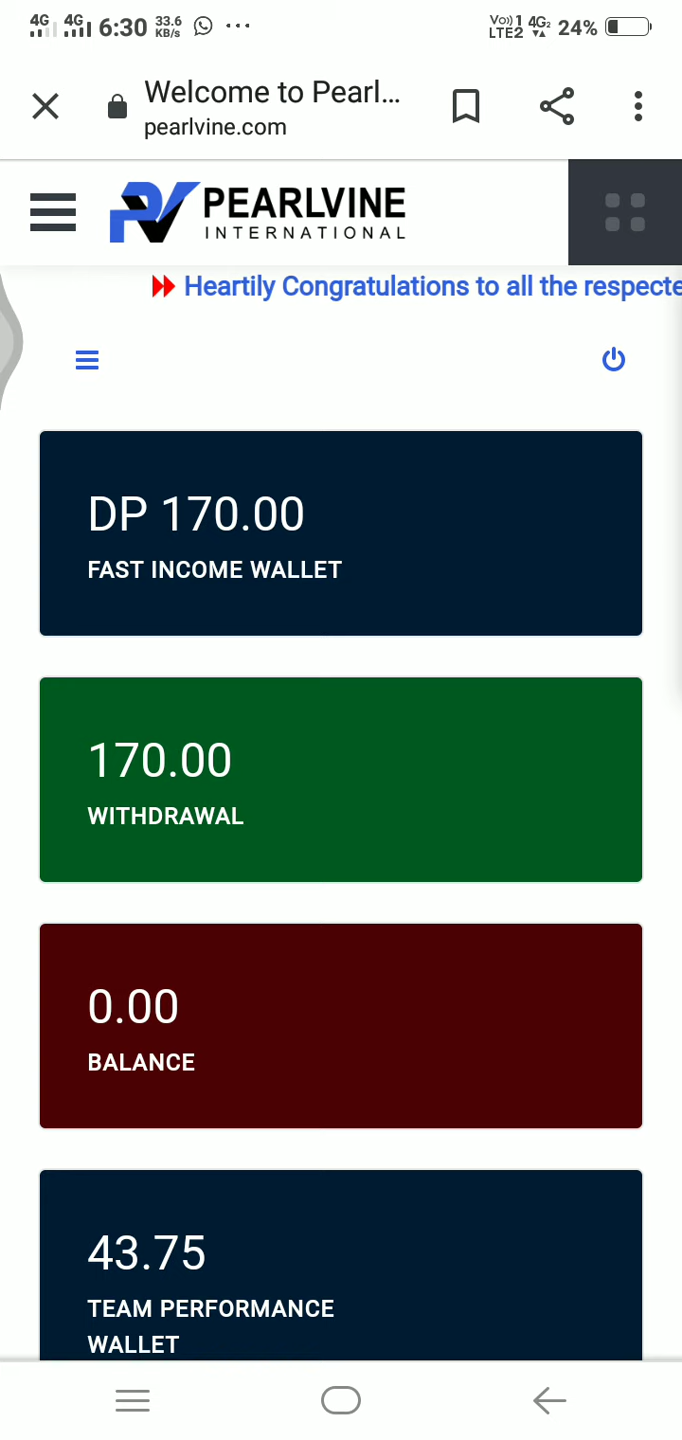 4G 4G 6:30 33.6 KB/s ... Vo)) 1 LTE2 4G2 24%
Welcome to Pearl...
pearlvine.com
PEARLVINE
INTERNATIONAL
Heartily Congratulations to all the respecte
DP 170.00
FAST INCOME WALLET
170.00
WITHDRAWAL
0.00
BALANCE
43.75
TEAM PERFORMANCE
WALLET